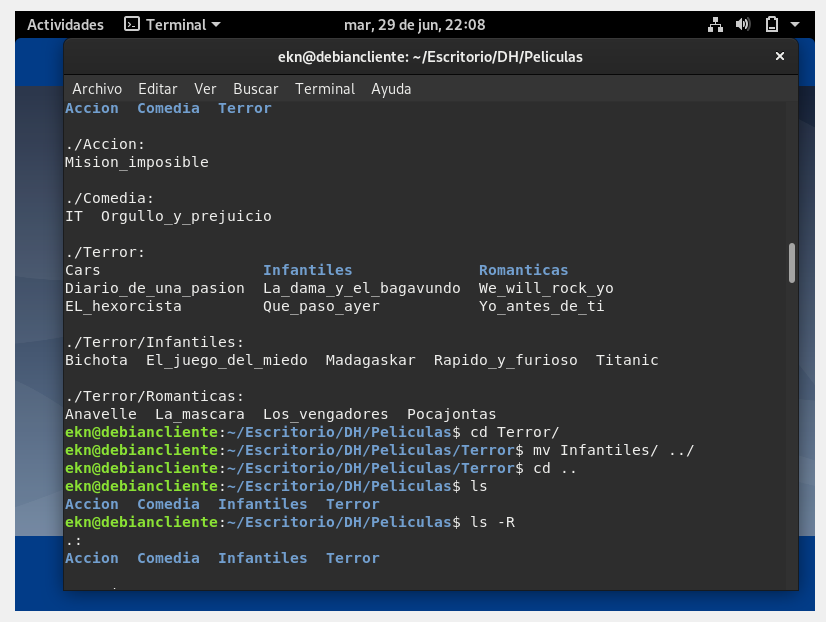 Actividades Terminal mar, 29 de jun, 22:08
ekn@debiancliente: ~/Escritorio/DH/Peliculas ×
Archivo Editar Ver Buscar Terminal Ayuda
Accion Comedia Terror
./Accion:
Mision_imposible
./Comedia:
IT Orgullo_y_prejuicio
./Terror:
Cars Infantiles Romanticas
Diario_de_una_pasion La_dama_y_el_bagavundo We_will_rock_yo
EL_hexorcista Que_paso_ayer Yo_antes_de_ti
./Terror/Infantiles:
Bichota El_juego_del_miedo Madagaskar Rapido_y_furioso Titanic
./Terror/Romanticas:
Anavelle La_mascara Los_vengadores Pocajontas
ekn@debiancliente:~/Escritorio/DH/Peliculas$ cd Terror/
ekn@debiancliente:~/Escritorio/DH/Peliculas/Terror$ mv Infantiles/ ../
ekn@debiancliente:~/Escritorio/DH/Peliculas/Terror$ cd ..
ekn@debiancliente:~/Escritorio/DH/Peliculas$ ls
Accion Comedia Infantiles Terror
ekn@debiancliente:~/Escritorio/DH/Peliculas$ ls -R
.:
Accion Comedia Infantiles Terror